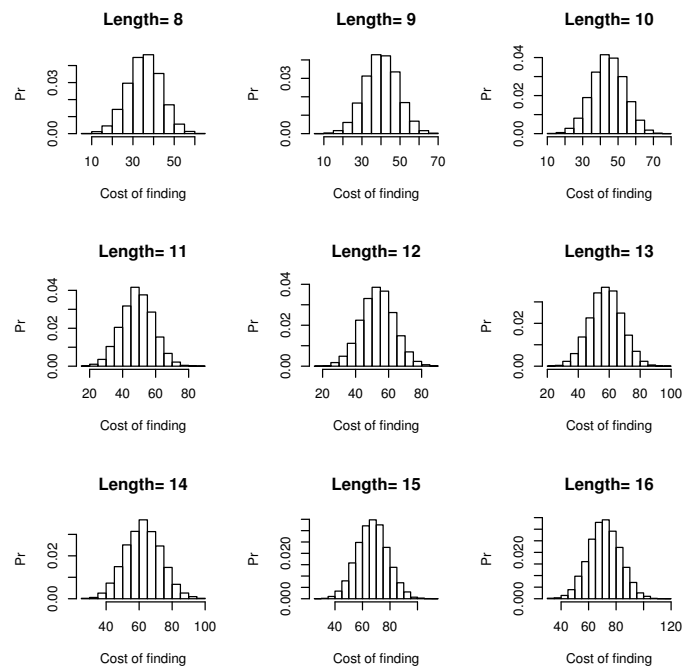 Length= 8
Pr
0.00 0.03
10 30 50
Cost of finding
Length= 9
Pr
0.00 0.03
10 30 50 70
Cost of finding
Length= 10
Pr
0.00 0.02 0.04
10 30 50 70
Cost of finding
Length= 11
Pr
0.00 0.02 0.04
20 40 60 80
Cost of finding
Length= 12
Pr
0.00 0.02 0.04
20 40 60 80
Cost of finding
Length= 13
Pr
0.00 0.02
20 40 60 80 100
Cost of finding
Length= 14
Pr
0.00 0.02
40 60 80 100
Cost of finding
Length= 15
Pr
0.000 0.020
40 60 80
Cost of finding
Length= 16
Pr
0.000 0.020
40 60 80 100 120
Cost of finding